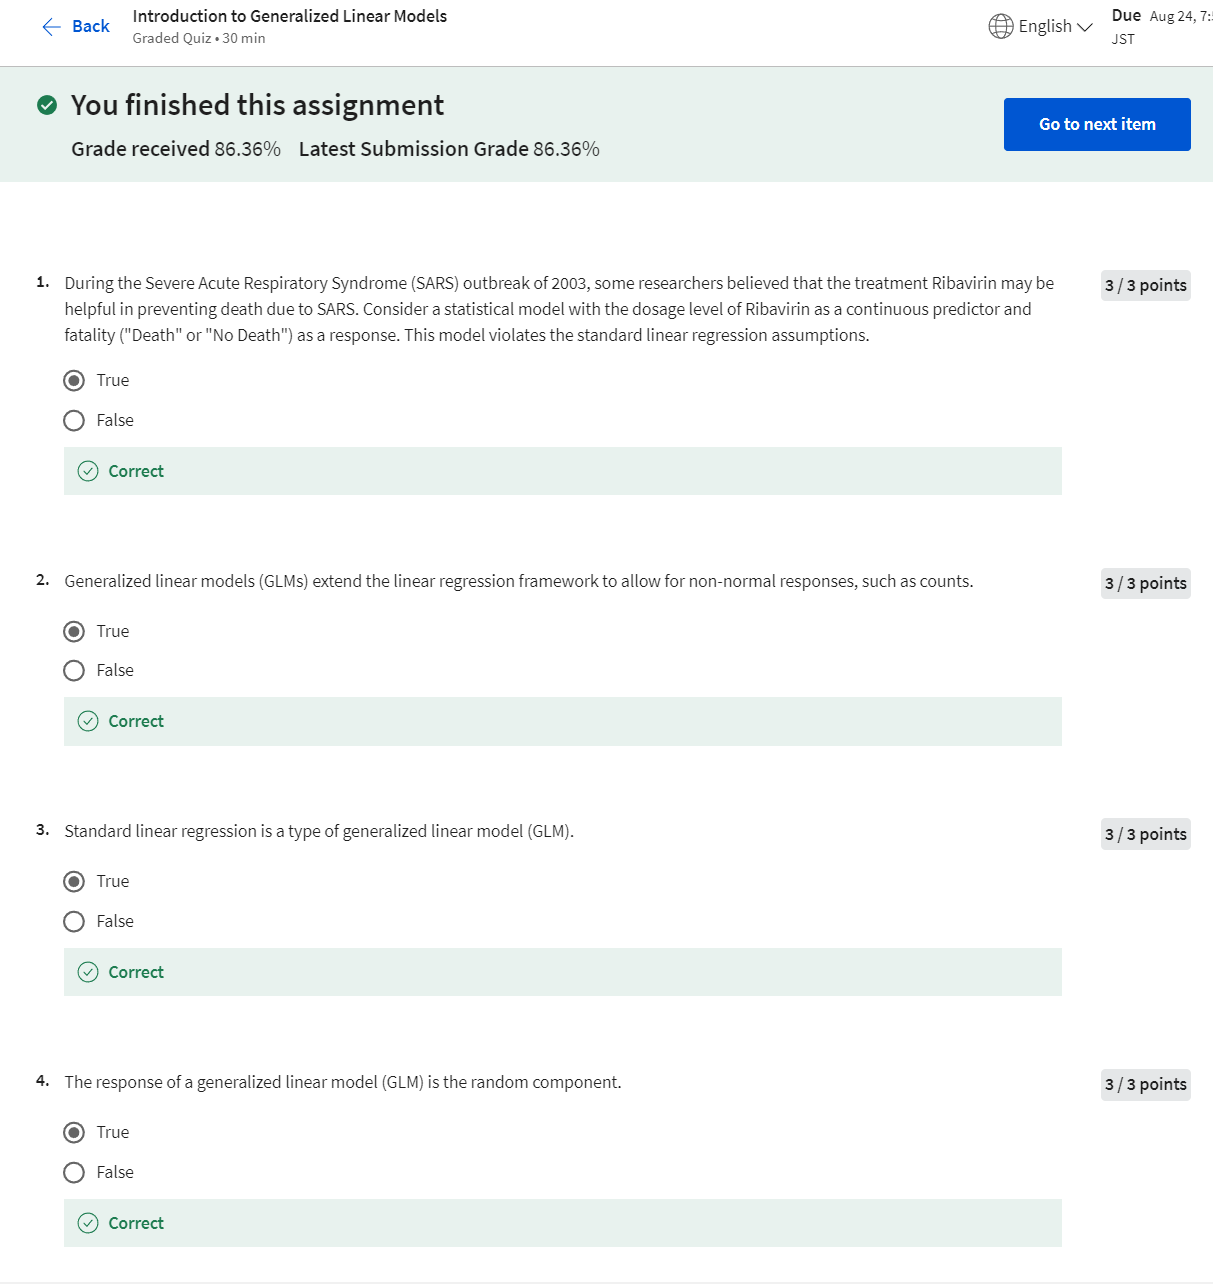 Back
Introduction to Generalized Linear Models
Graded Quiz • 30 min
English
Due Aug 24, 7:
JST
You finished this assignment
Grade received 86.36% Latest Submission Grade 86.36%
Go to next item
1. During the Severe Acute Respiratory Syndrome (SARS) outbreak of 2003, some researchers believed that the treatment Ribavirin may be
helpful in preventing death due to SARS. Consider a statistical model with the dosage level of Ribavirin as a continuous predictor and
fatality ("Death" or "No Death") as a response. This model violates the standard linear regression assumptions.
3 / 3 points
True
False
Correct
2. Generalized linear models (GLMs) extend the linear regression framework to allow for non-normal responses, such as counts.
3 / 3 points
True
False
Correct
3. Standard linear regression is a type of generalized linear model (GLM).
3 / 3 points
True
False
Correct
4. The response of a generalized linear model (GLM) is the random component.
3 / 3 points
True
False
Correct